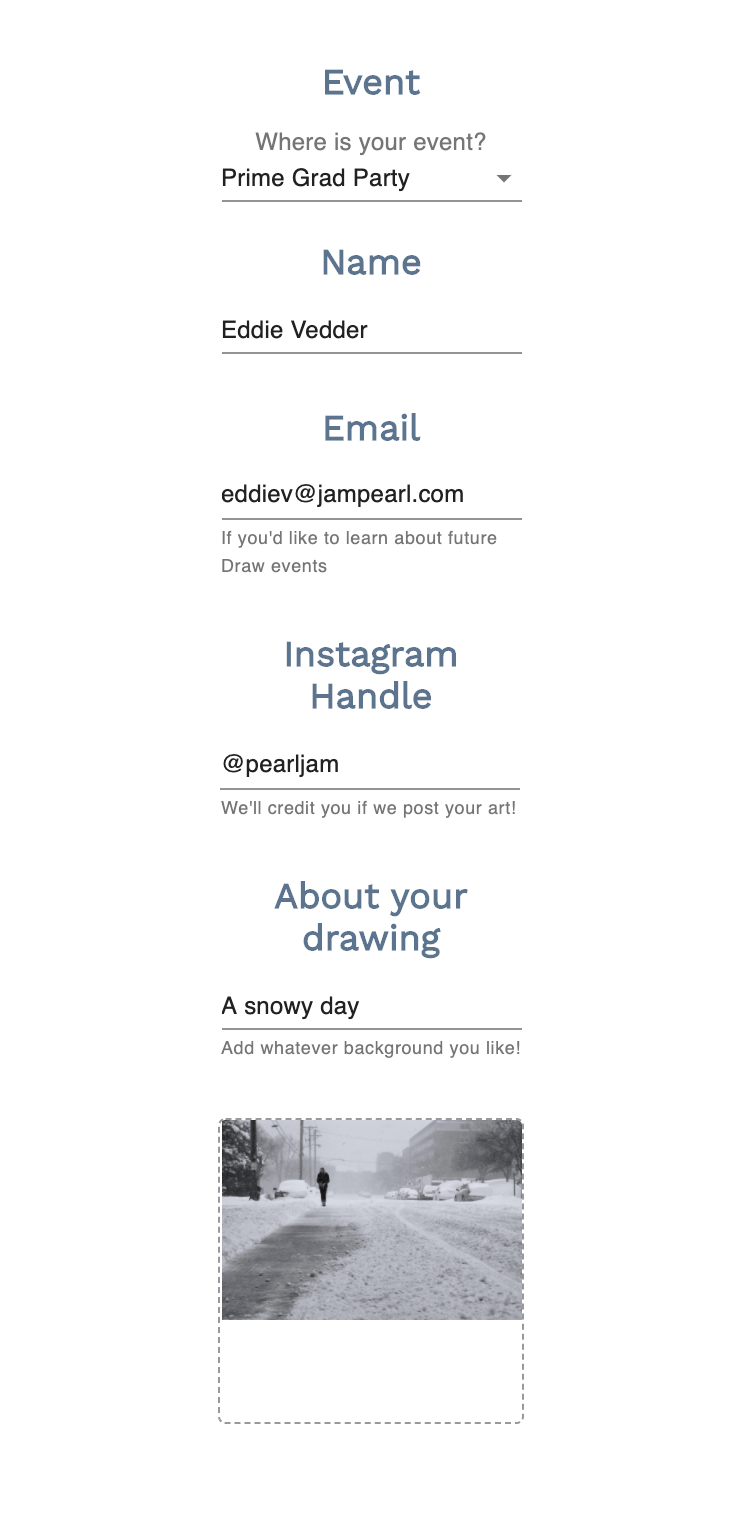 Event
Where is your event?
Prime Grad Party
Name
Eddie Vedder
Email
eddiev@jampearl.com
If you'd like to learn about future
Draw events
Instagram
Handle
@pearljam
We'll credit you if we post your art!
About your
drawing
A snowy day
Add whatever background you like!